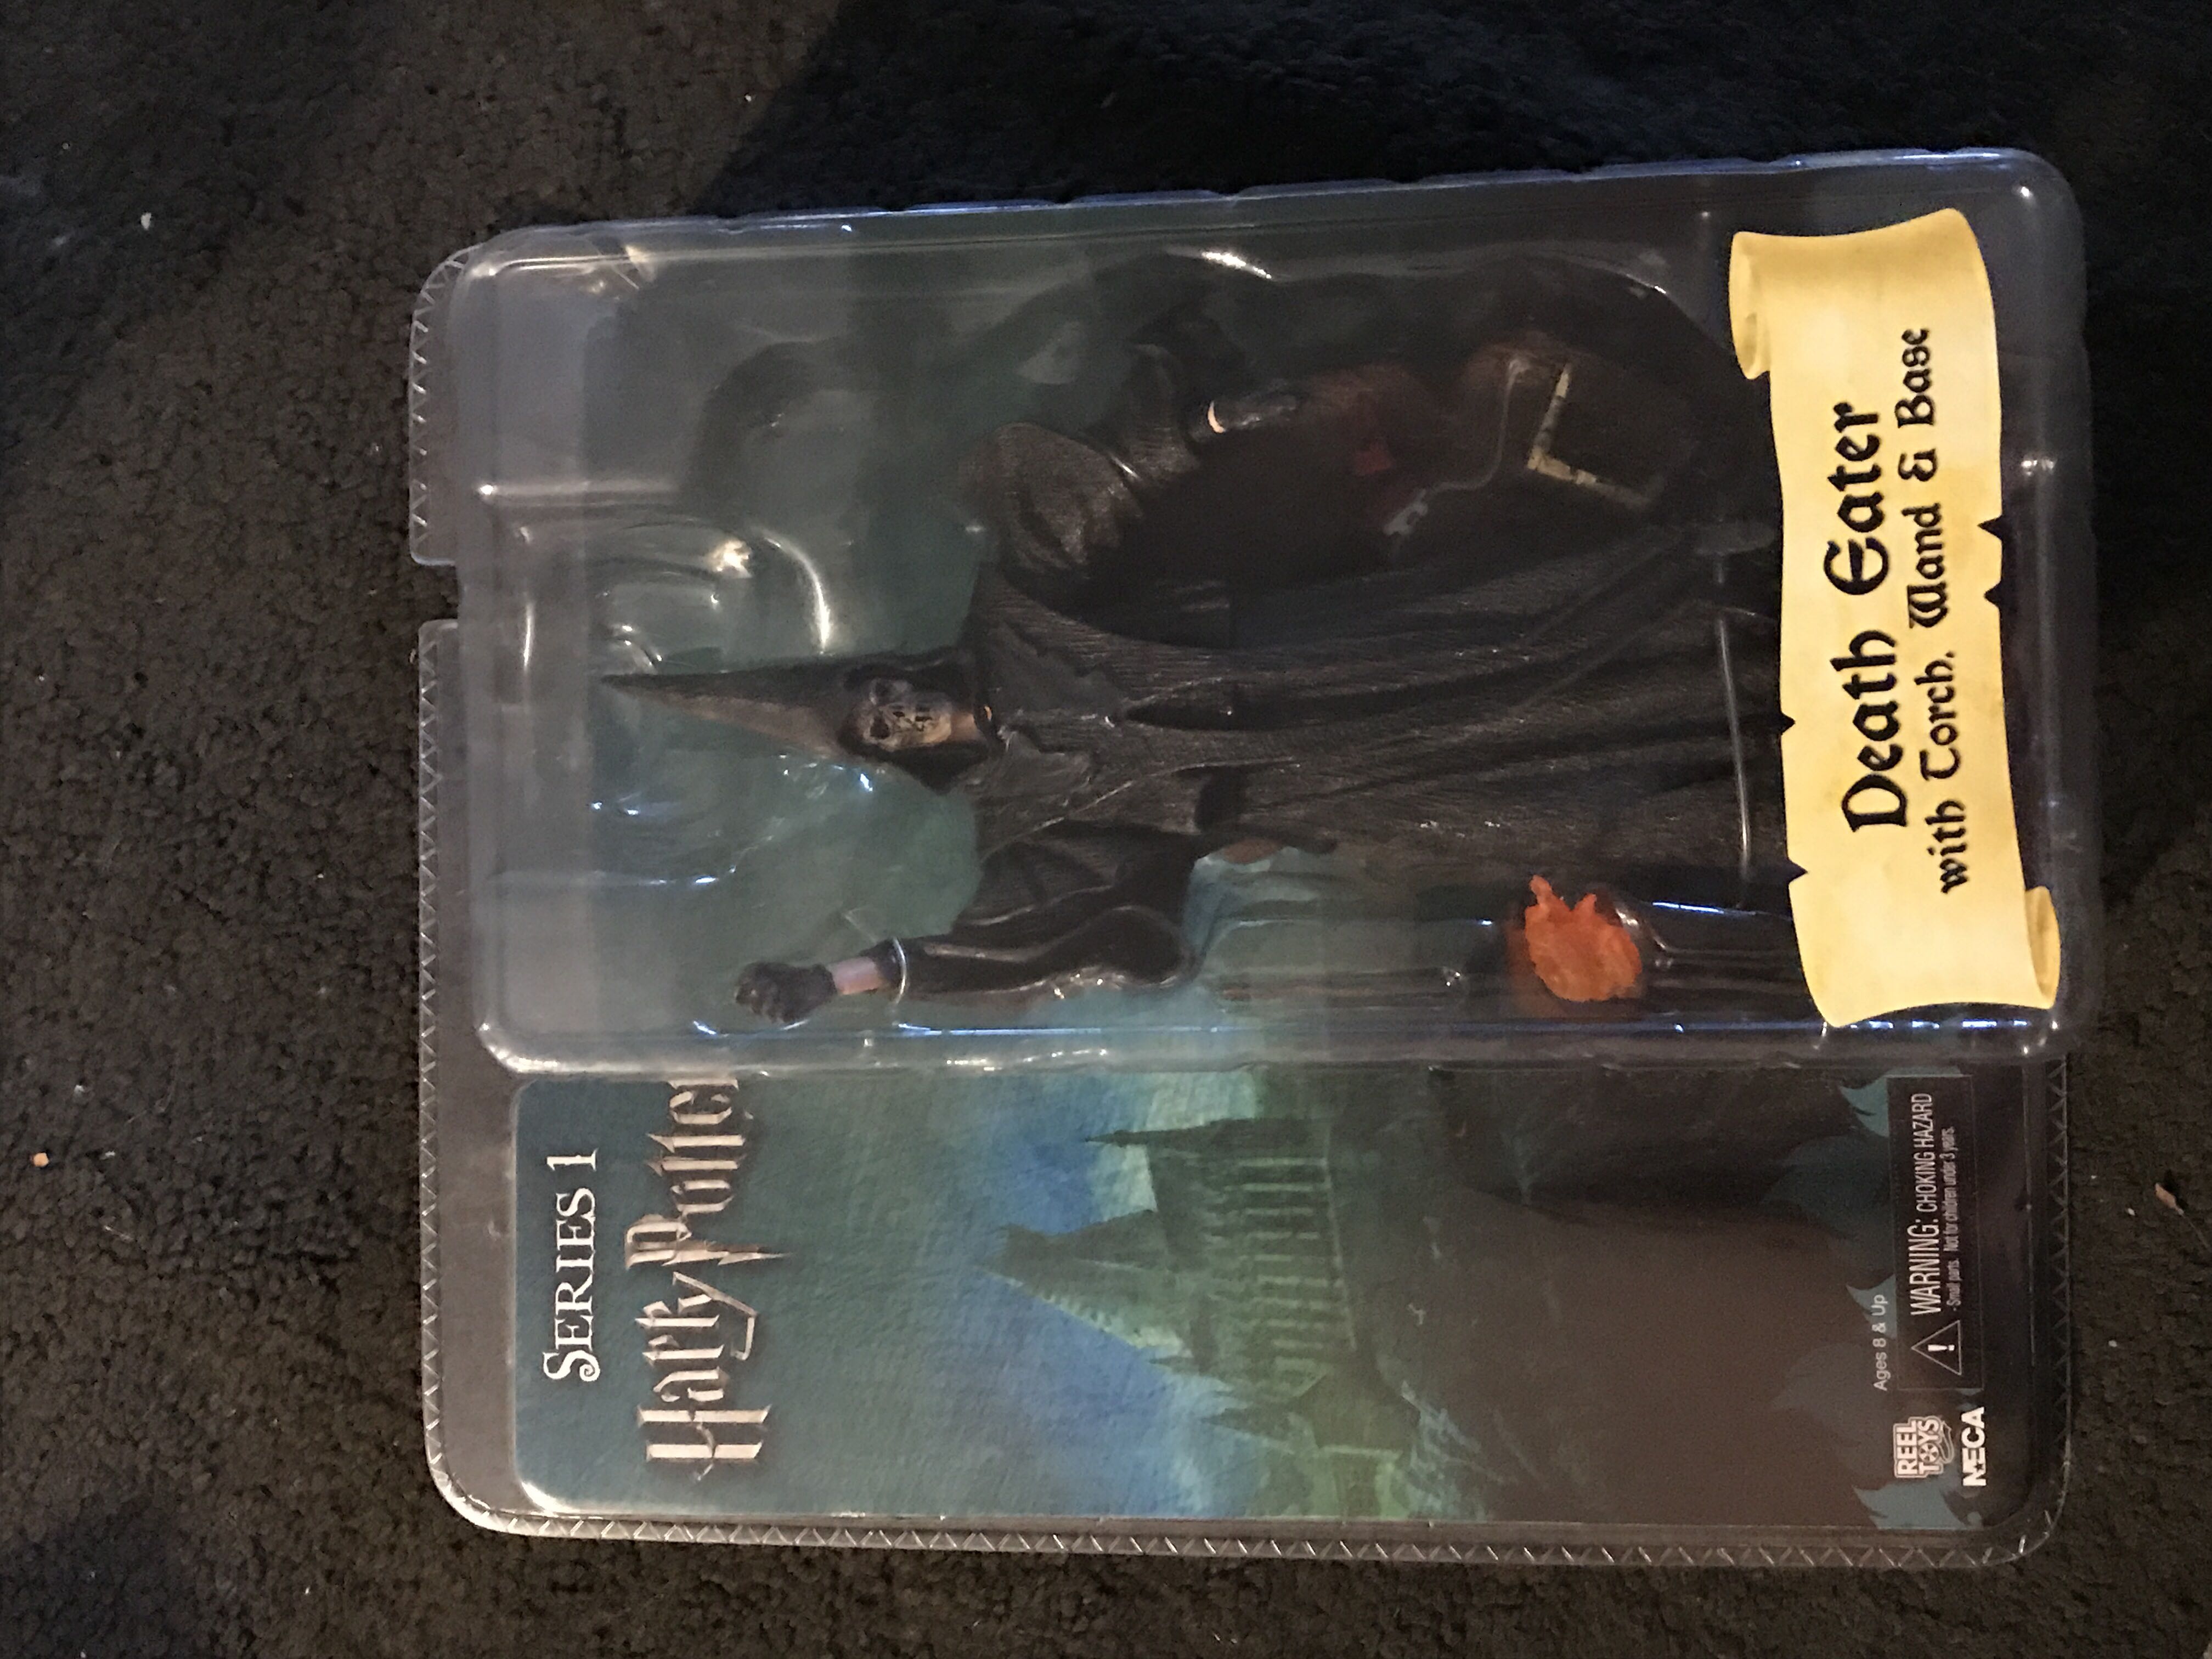 SERIES 1
Harry Potter
Death Eater
with Torch, Wand & Base
Ages 8 & Up
WARNING: CHOKING HAZARD
- Small parts. Not for children under 3 years.
REEL
TOYS
NECA